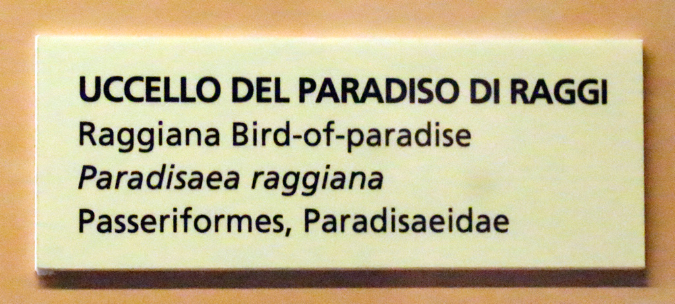 UCCELLO DEL PARADISO DI RAGGI
Raggiana Bird-of-paradise
Paradisaea raggiana
Passeriformes, Paradisaeidae